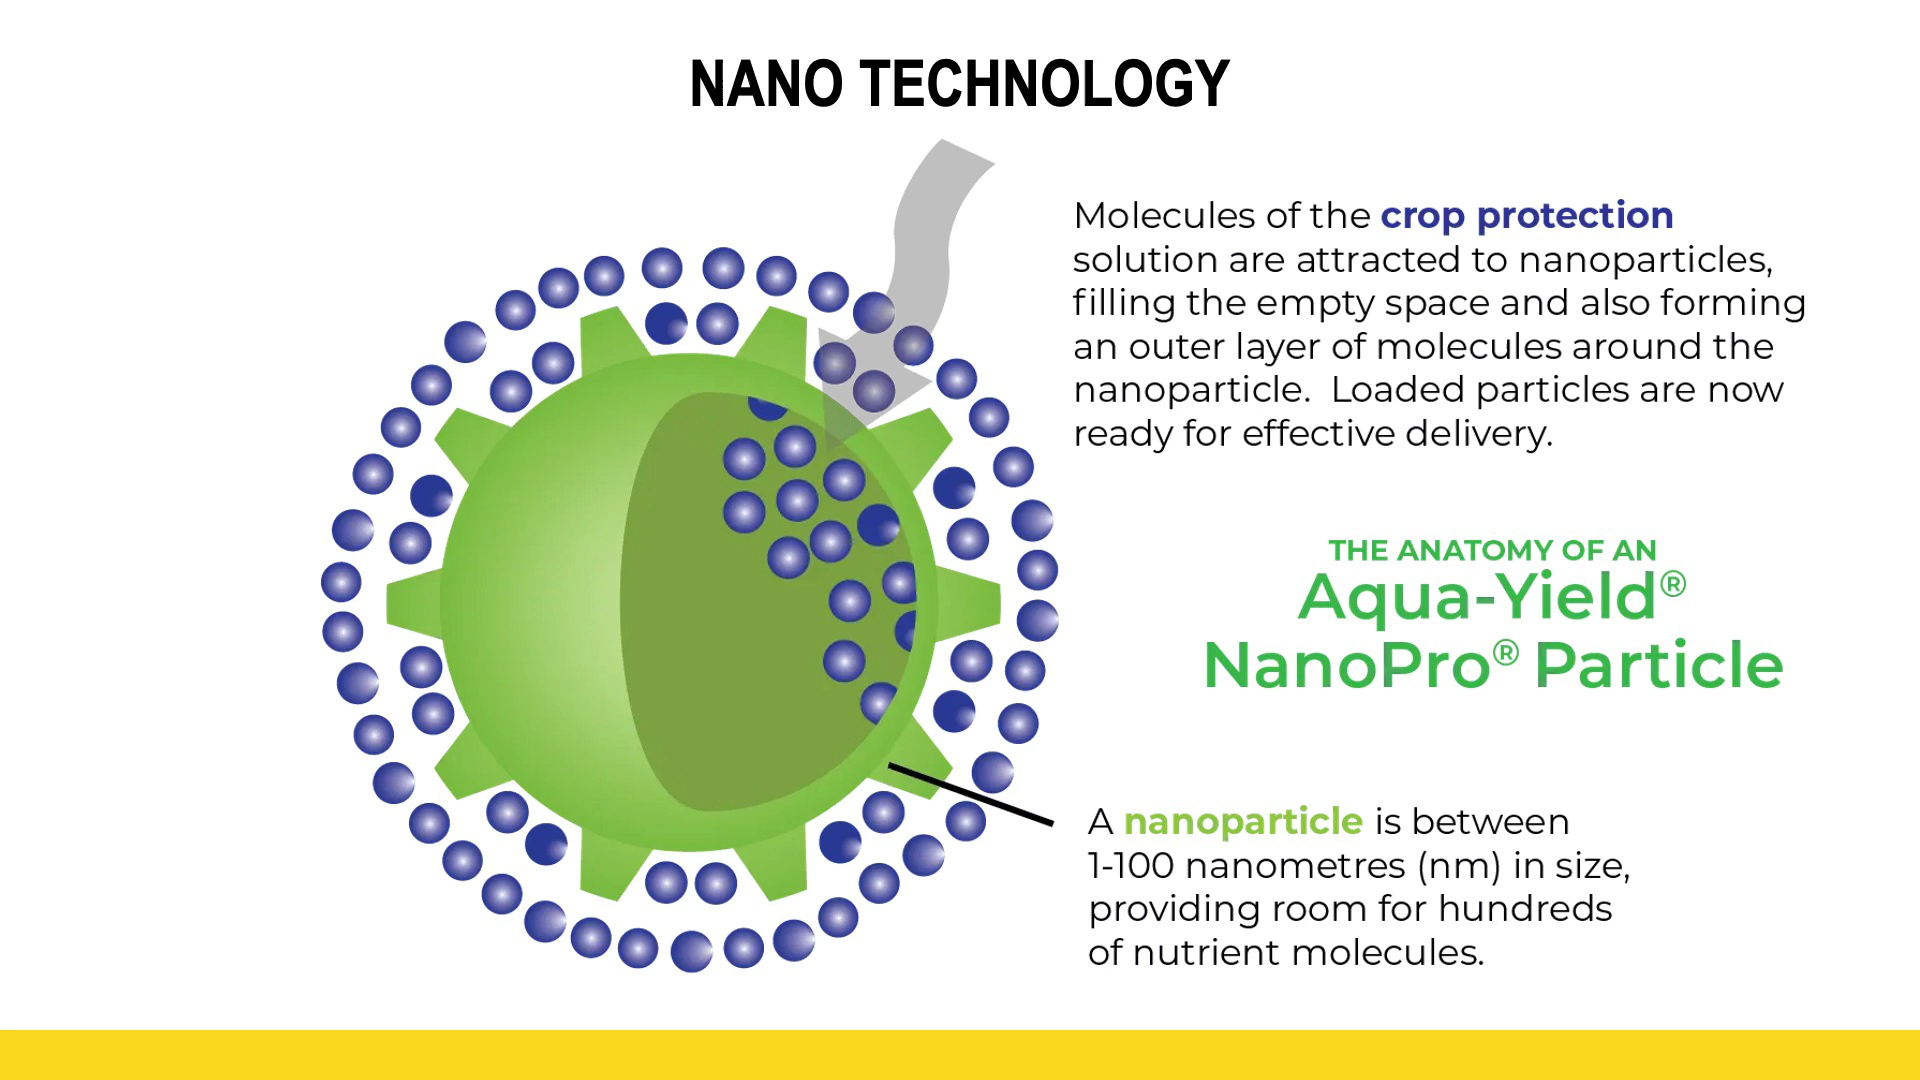 NANO TECHNOLOGY
Molecules of the crop protection
solution are attracted to nanoparticles,
filling the empty space and also forming
an outer layer of molecules around the
nanoparticle.  Loaded particles are now
ready for effective delivery.
THE ANATOMY OF AN
Aqua-Yield®
NanoPro® Particle
A nanoparticle is between
1-100 nanometres (nm) in size,
providing room for hundreds
of nutrient molecules.